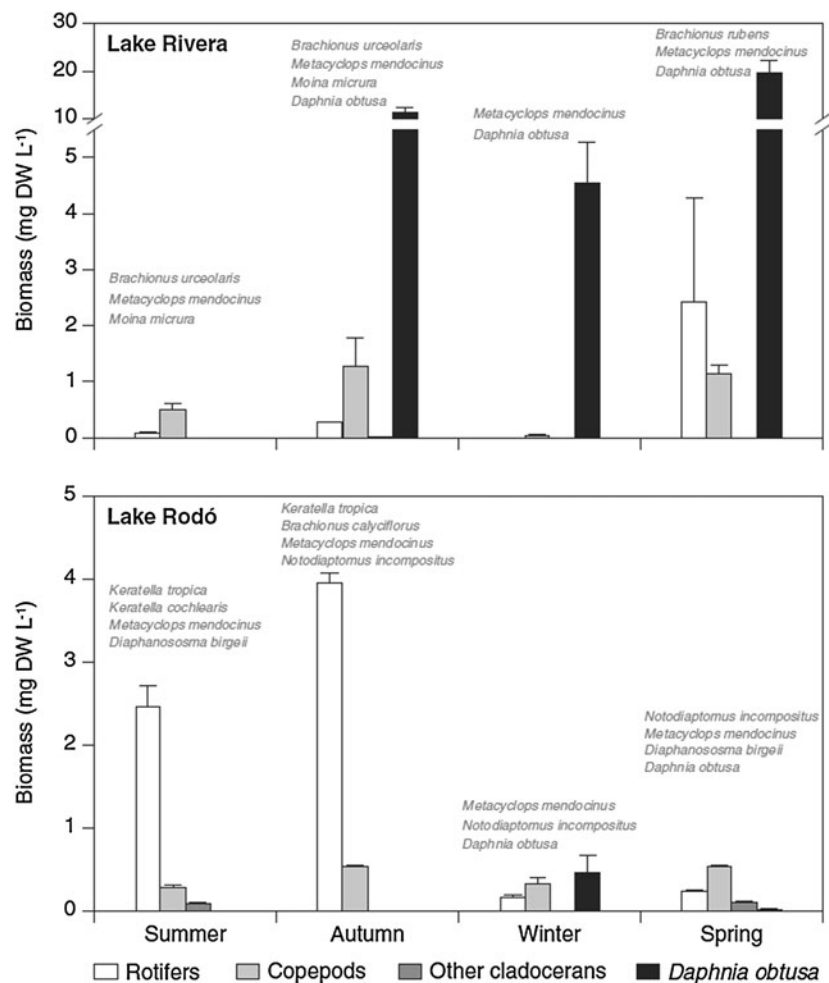 Lake Rivera
Biomass (mg DW L⁻¹)
30
20
10
5
4
3
2
1
0
Brachionus urceolaris
Metacyclops mendocinus
Moina micrura
Brachionus urceolaris
Metacyclops mendocinus
Moina micrura
Daphnia obtusa
Metacyclops mendocinus
Daphnia obtusa
Brachionus rubens
Metacyclops mendocinus
Daphnia obtusa
Lake Rodó
Biomass (mg DW L⁻¹)
5
4
3
2
1
0
Keratella tropica
Keratella cochlearis
Metacyclops mendocinus
Diaphanososma birgeii
Keratella tropica
Brachionus calyciflorus
Metacyclops mendocinus
Notodiaptomus incompositus
Metacyclops mendocinus
Notodiaptomus incompositus
Daphnia obtusa
Notodiaptomus incompositus
Metacyclops mendocinus
Diaphanososma birgeii
Daphnia obtusa
Summer Autumn Winter Spring
Rotifers Copepods Other cladocerans Daphnia obtusa